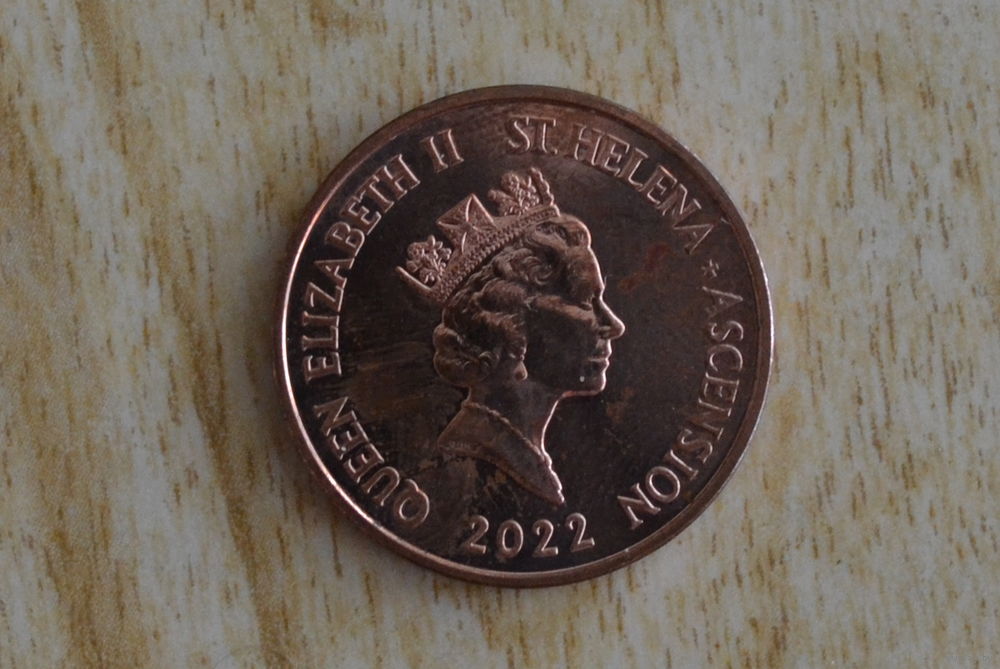 QUEEN ELIZABETH II
ST. HELENA * ASCENSION
2022